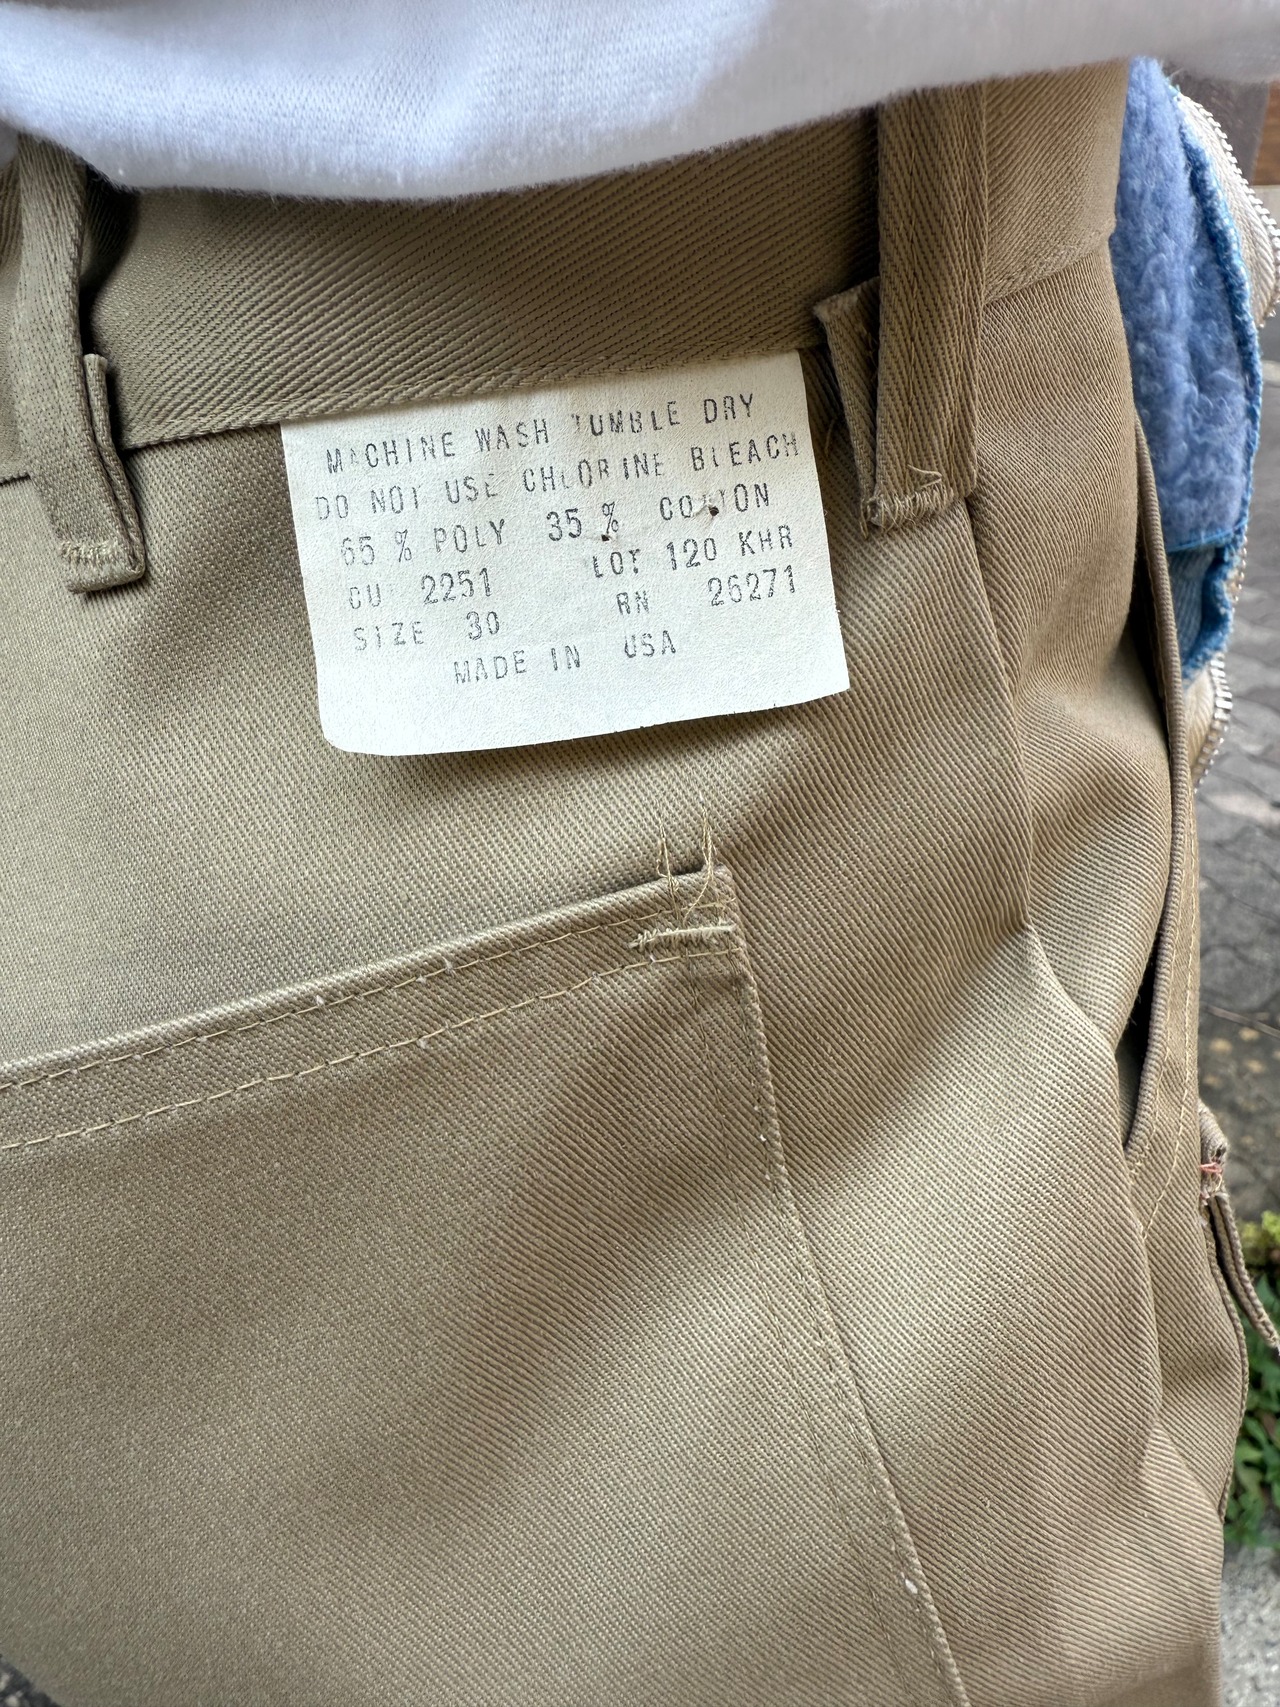 MACHINE WASH TUMBLE DRY
DO NOT USE CHLORINE BLEACH
65 % POLY 35 % COTTON
CU 2251 LOT 120 KHR
SIZE 30 RN 26271
MADE IN USA